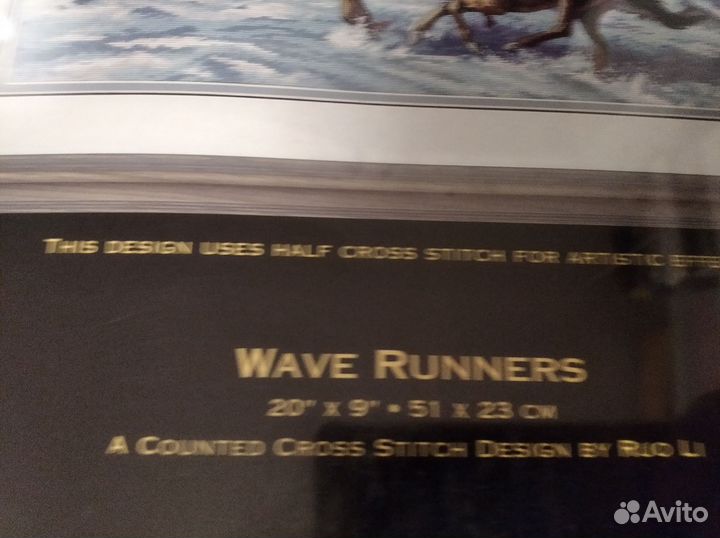 THIS DESIGN USES HALF CROSS STITCH FOR ARTISTIC EFFE
WAVE RUNNERS
20" X 9" • 51 X 23 CM
A COUNTED CROSS STITCH DESIGN BY LI
Avito